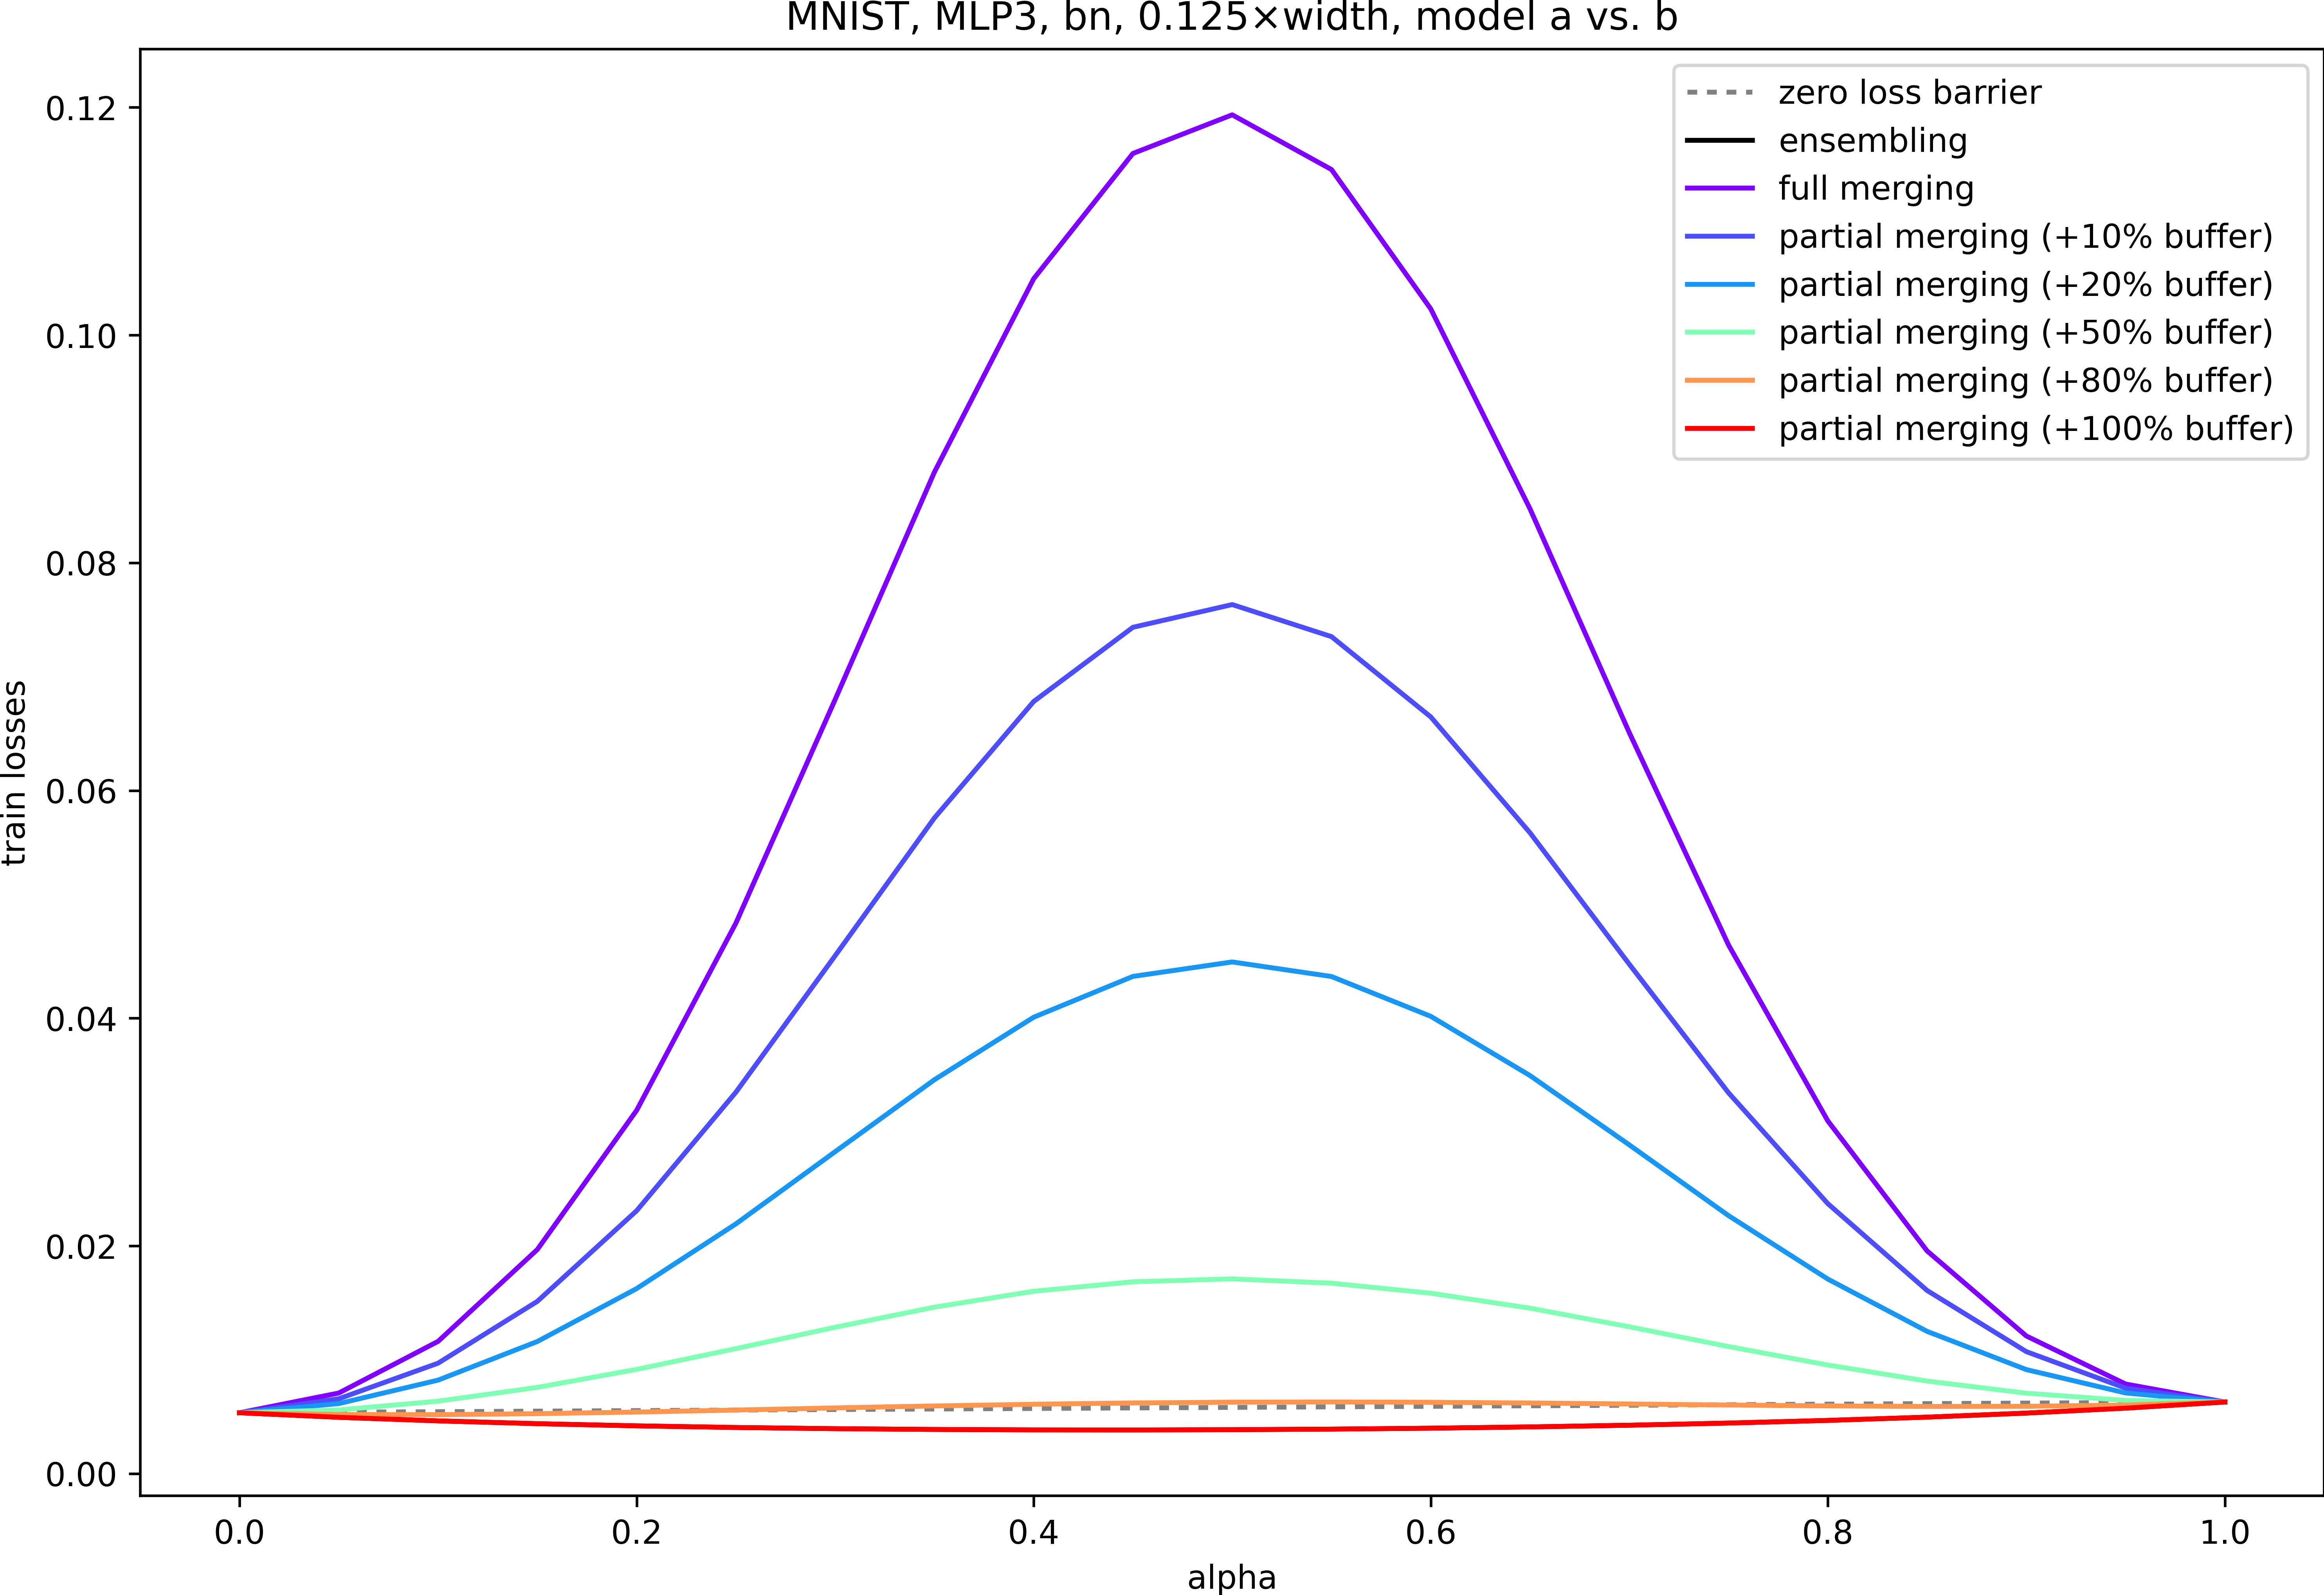 MNIST, MLP3, bn, 0.125×width, model a vs. b
zero loss barrier
ensembling
full merging
partial merging (+10% buffer)
partial merging (+20% buffer)
partial merging (+50% buffer)
partial merging (+80% buffer)
partial merging (+100% buffer)
train losses
0.12
0.10
0.08
0.06
0.04
0.02
0.00
0.0 0.2 0.4 0.6 0.8 1.0
alpha